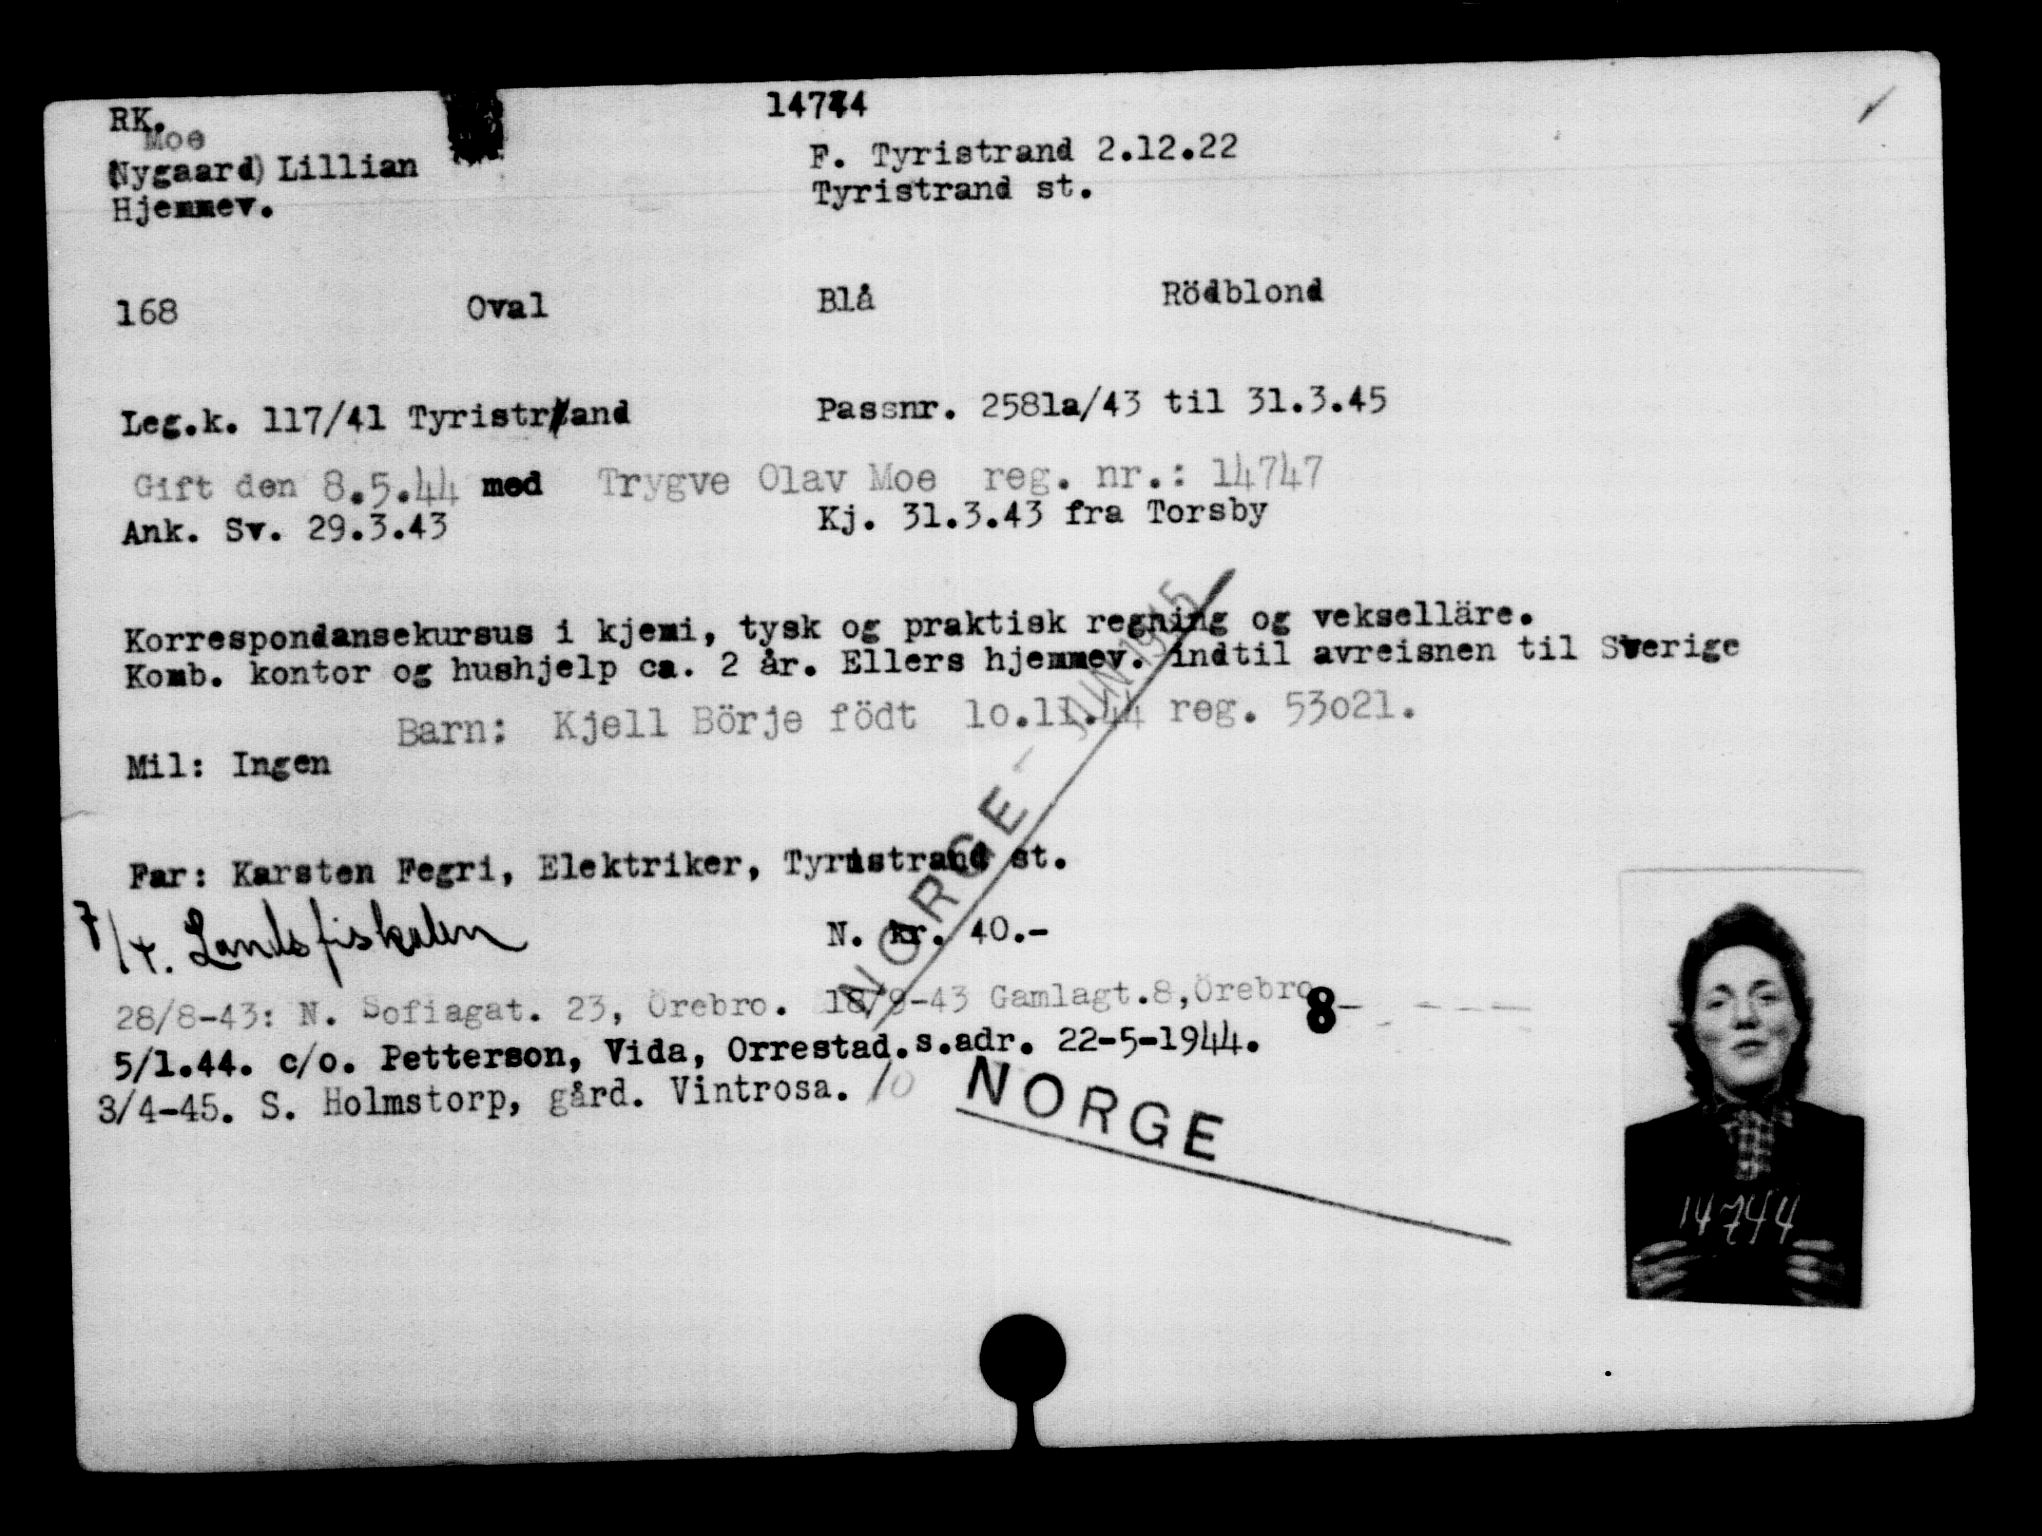 RK.
14744
Moe
(Nygaard) Lillian
F. Tyristrand 2.12.22
Hjemmev.
Tyristrand st.
168 Oval Blå Rödblond
Leg.k. 117/41 Tyristrand
Passnr. 2581a/43 til 31.3.45
Gift den 8.5.44 med Trygve Olav Moe reg. nr.: 14747
Ank. Sv. 29.3.43
Kj. 31.3.43 fra Torsby
Korrespondansekursus i kjemi, tysk og praktisk regning og vekselläre.
Komb. kontor og hushjelp ca. 2 år. Ellers hjemmev. indtil avreisnen til Sverige
Barn: Kjell Börje födt 10.11.44 reg. 53021.
Mil: Ingen
Far: Karsten Fegri, Elektriker, Tyristrand st.
7/4. Landsfiskalen
N. kr. 40.-
28/8-43: N. Sofiagat. 23, Örebro. 18/9-43 Gamlagt.8,Örebro
8
5/1.44. c/o. Petterson, Vida, Orrestad.s.adr. 22-5-1944.
3/4-45. S. Holmstorp, gård. Vintrosa. 10
NORGE - JUNI 1945
NORGE
14744